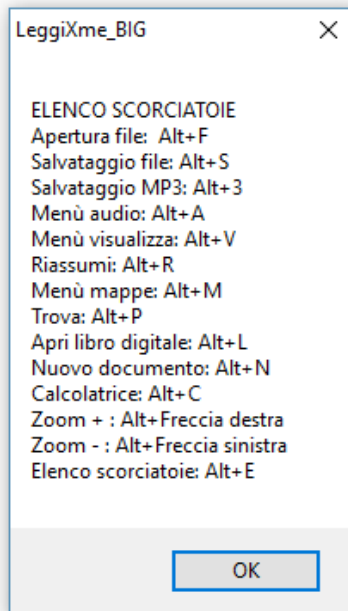 LeggiXme_BIG
ELENCO SCORCIATOIE
Apertura file:  Alt+F
Salvataggio file: Alt+S
Salvataggio MP3: Alt+3
Menù audio: Alt+A
Menù visualizza: Alt+V
Riassumi: Alt+R
Menù mappe: Alt+M
Trova: Alt+P
Apri libro digitale: Alt+L
Nuovo documento: Alt+N
Calcolatrice: Alt+C
Zoom + : Alt+Freccia destra
Zoom - : Alt+Freccia sinistra
Elenco scorciatoie: Alt+E
OK